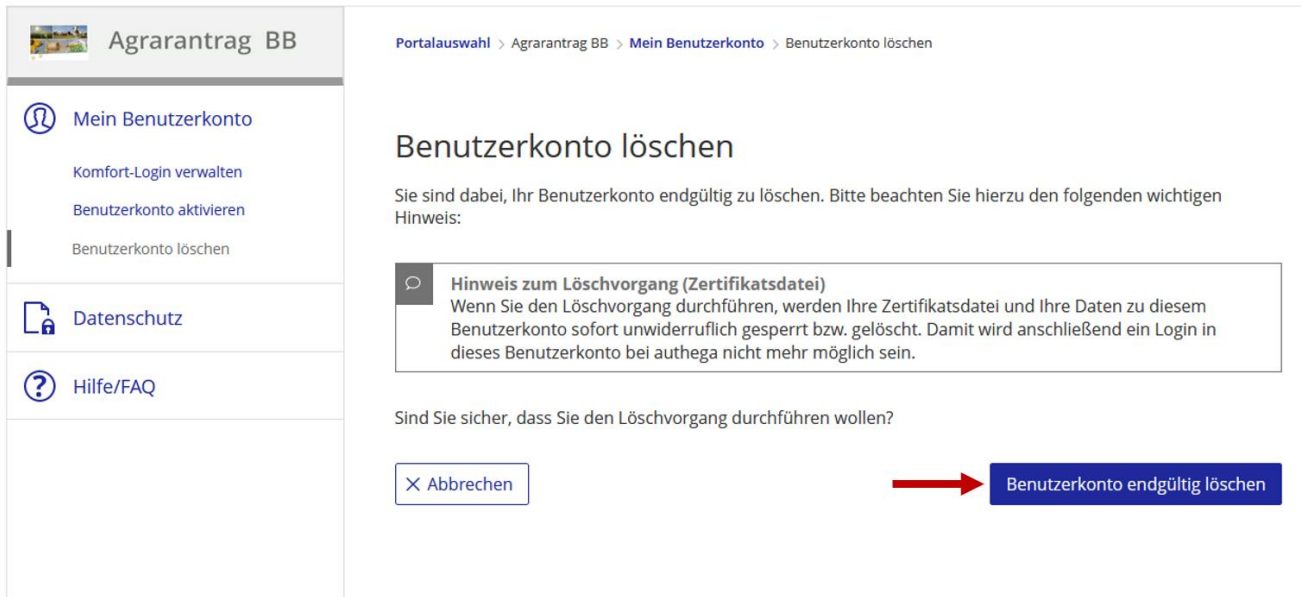 Agrarantrag BB
Portalauswahl > Agrarantrag BB > Mein Benutzerkonto > Benutzerkonto löschen
Mein Benutzerkonto
Komfort-Login verwalten
Benutzerkonto aktivieren
Benutzerkonto löschen
Datenschutz
Hilfe/FAQ
Benutzerkonto löschen
Sie sind dabei, Ihr Benutzerkonto endgültig zu löschen. Bitte beachten Sie hierzu den folgenden wichtigen
Hinweis:
Hinweis zum Löschvorgang (Zertifikatsdatei)
Wenn Sie den Löschvorgang durchführen, werden Ihre Zertifikatsdatei und Ihre Daten zu diesem
Benutzerkonto sofort unwiderruflich gesperrt bzw. gelöscht. Damit wird anschließend ein Login in
dieses Benutzerkonto bei authega nicht mehr möglich sein.
Sind Sie sicher, dass Sie den Löschvorgang durchführen wollen?
Abbrechen
Benutzerkonto endgültig löschen